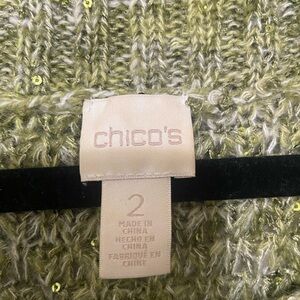 chico's
2
MADE IN
CHINA
HECHO EN
CHINA
FABRIQUÉ EN
CHINE